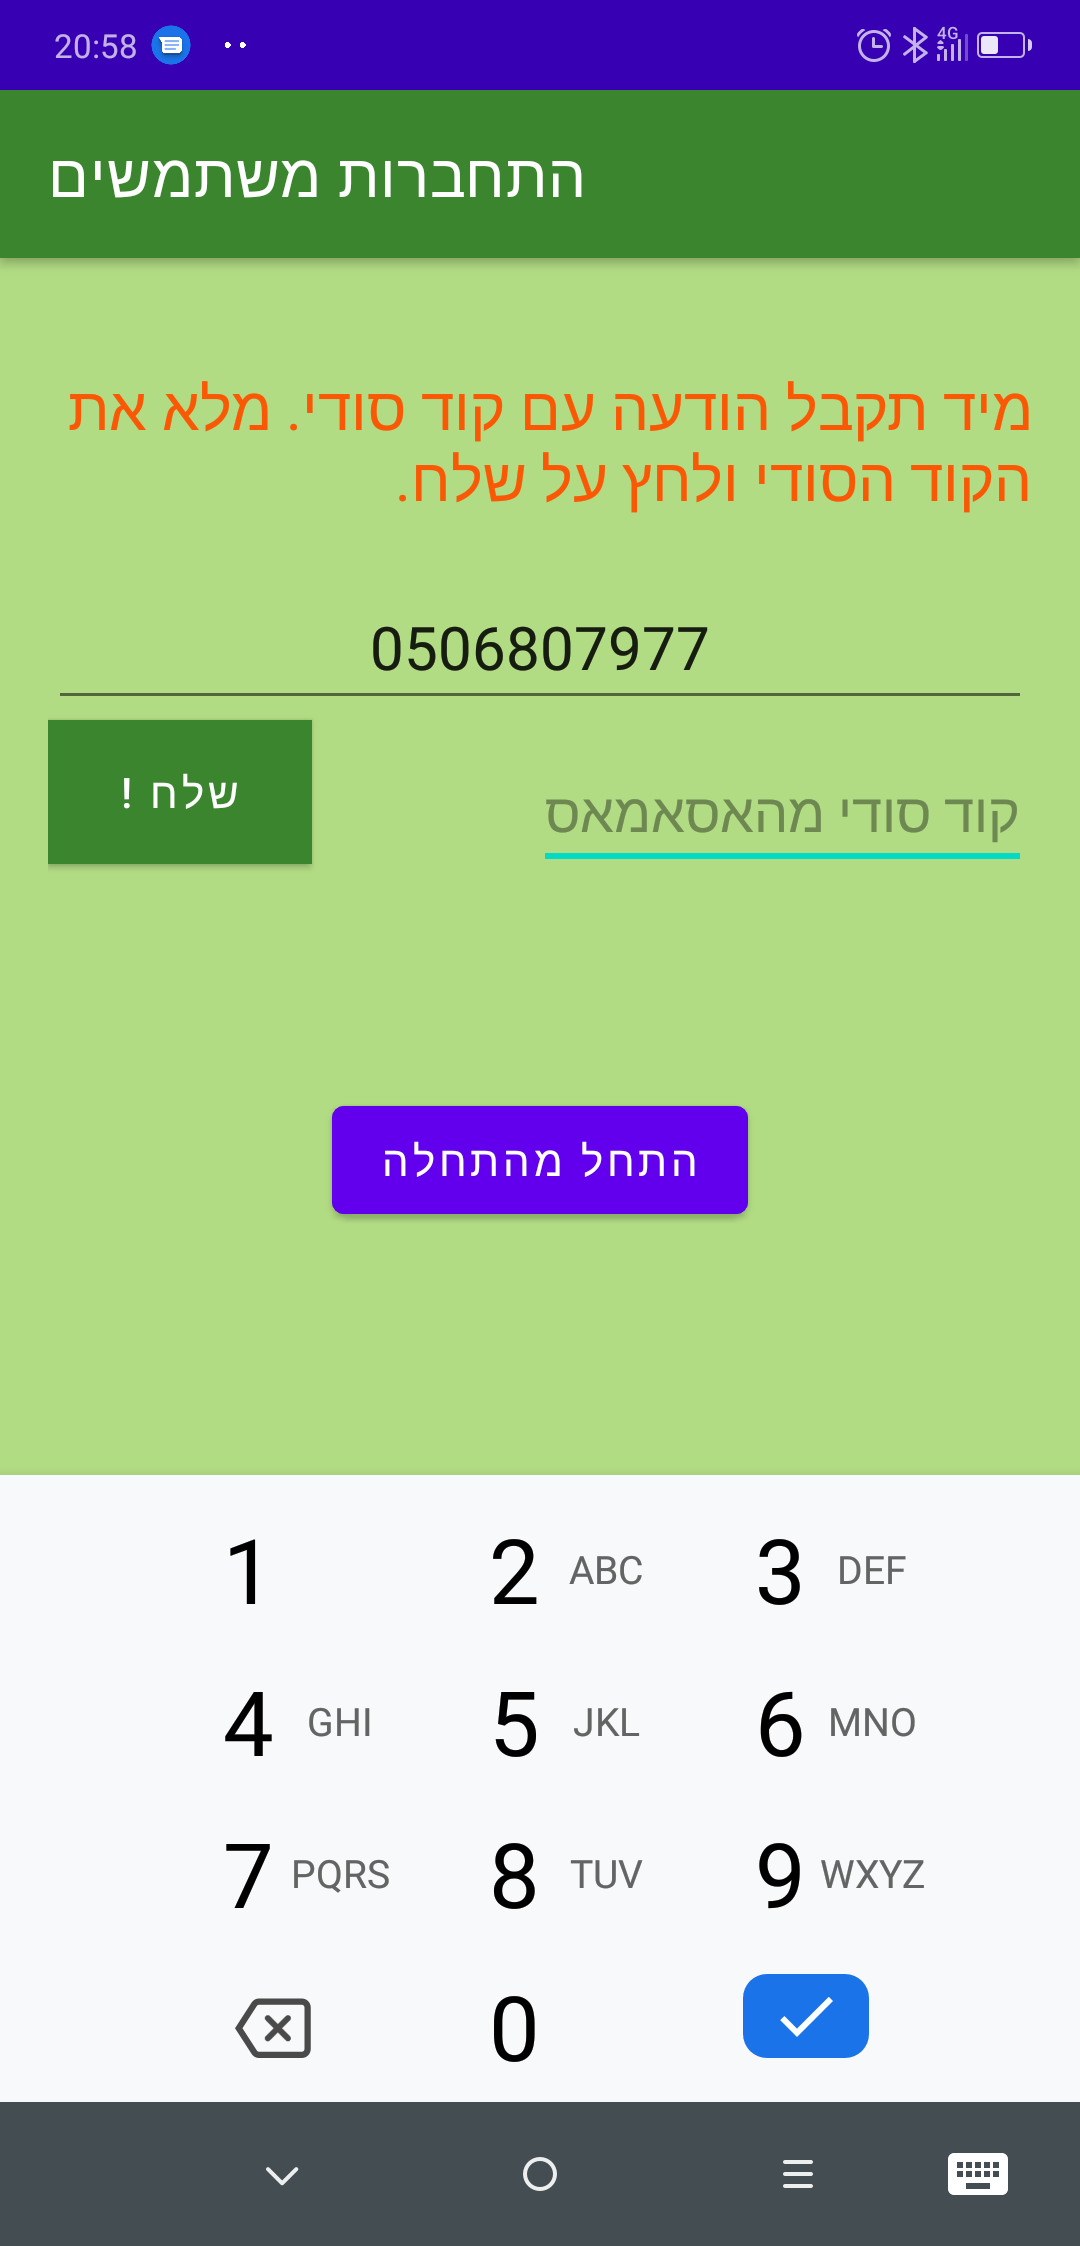 20:58
4G
התחברות משתמשים
מיד תקבל הודעה עם קוד סודי. מלא את
הקוד הסודי ולחץ על שלח.
0506807977
קוד סודי מהאסאמאס
שלח !
התחל מהתחלה
1 2 ABC 3 DEF
4 GHI 5 JKL 6 MNO
7 PQRS 8 TUV 9 WXYZ
0